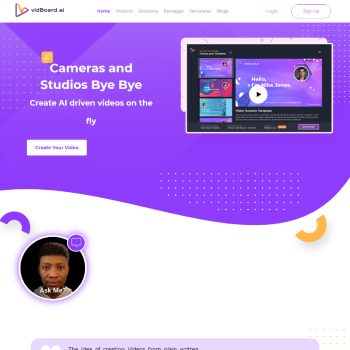 vidBoard.ai
Home Product Solutions Packages Templates Blogs Login Sign Up
Cameras and
Studios Bye Bye
Create AI driven videos on the
fly
Create Your Video
Hello,
I'm Niba Jones.
Ask Me?
The idea of creating Videos from plain written